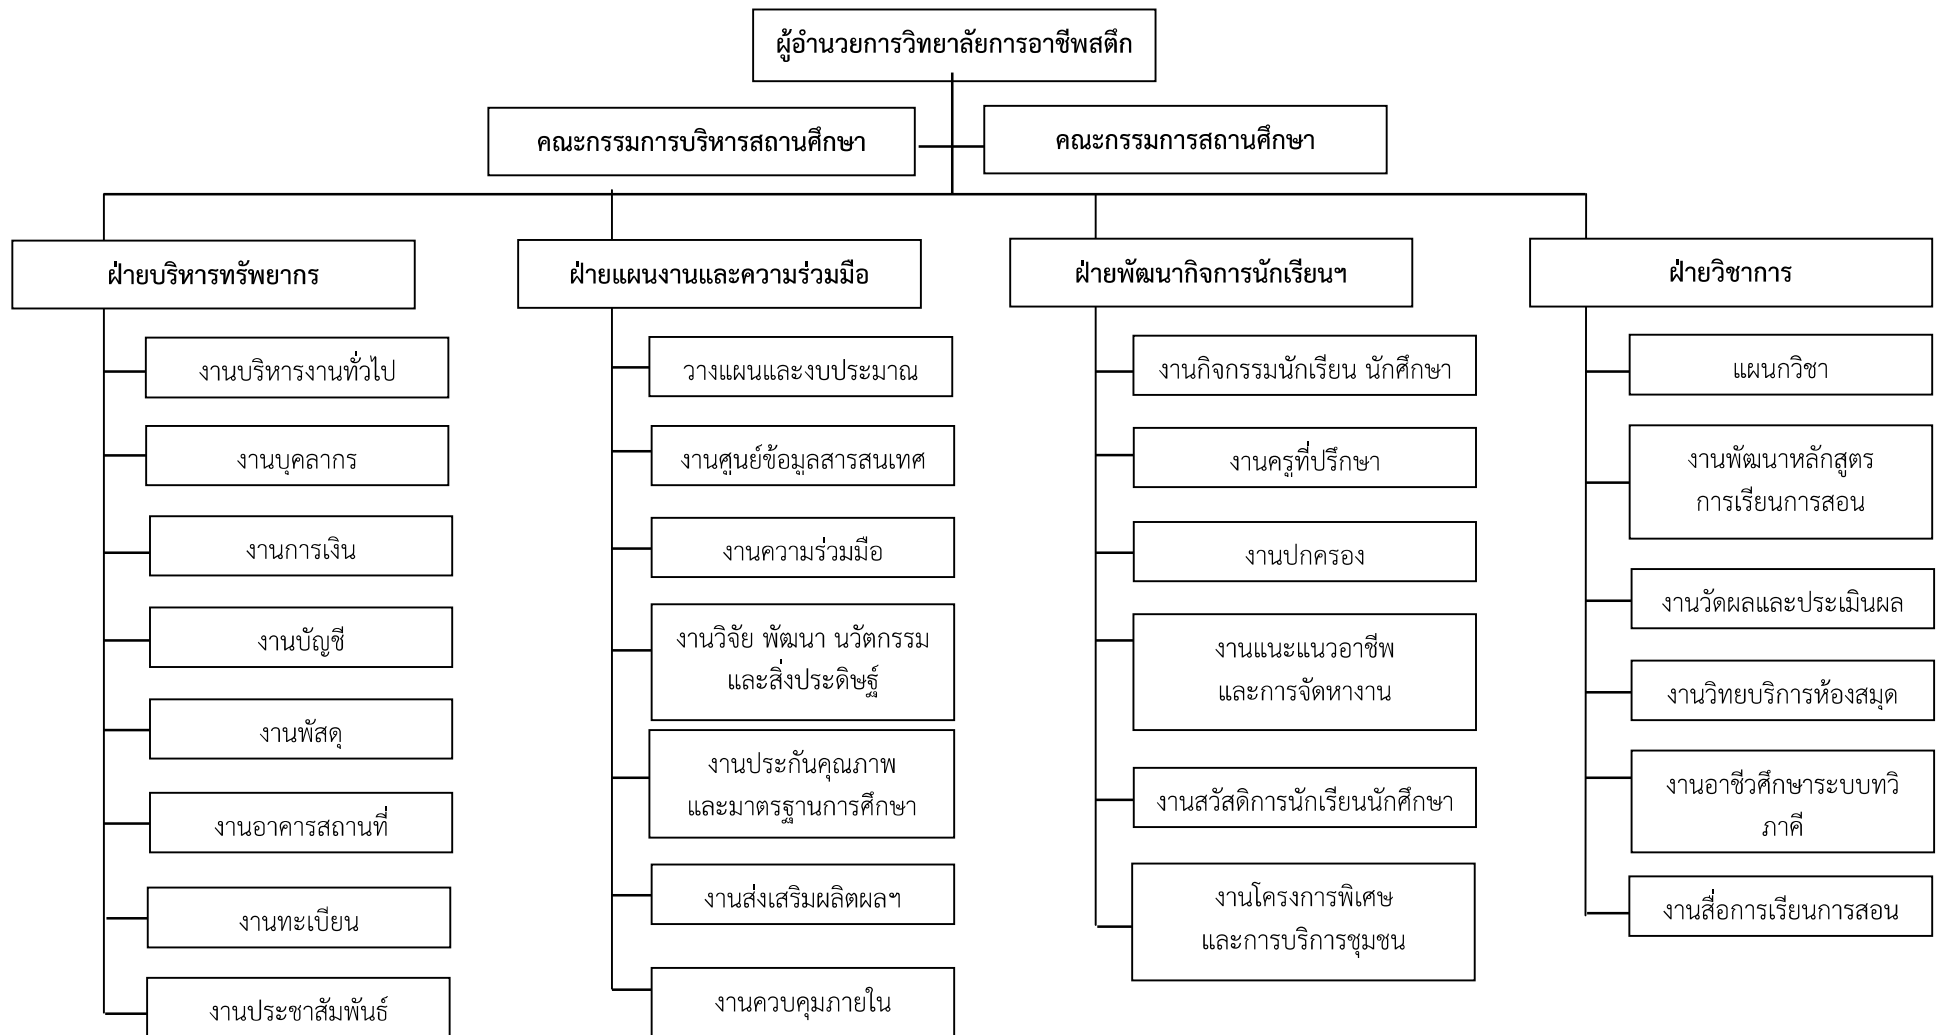 ผู้อำนวยการวิทยาลัยการอาชีพสตึก
คณะกรรมการบริหารสถานศึกษา
คณะกรรมการสถานศึกษา
ฝ่ายบริหารทรัพยากร
งานบริหารงานทั่วไป
งานบุคลากร
งานการเงิน
งานบัญชี
งานพัสดุ
งานอาคารสถานที่
งานทะเบียน
งานประชาสัมพันธ์
ฝ่ายแผนงานและความร่วมมือ
วางแผนและงบประมาณ
งานศูนย์ข้อมูลสารสนเทศ
งานความร่วมมือ
งานวิจัย พัฒนา นวัตกรรม
และสิ่งประดิษฐ์
งานประกันคุณภาพ
และมาตรฐานการศึกษา
งานส่งเสริมผลิตผลฯ
งานควบคุมภายใน
ฝ่ายพัฒนากิจการนักเรียนฯ
งานกิจกรรมนักเรียน นักศึกษา
งานครูที่ปรึกษา
งานปกครอง
งานแนะแนวอาชีพ
และการจัดหางาน
งานสวัสดิการนักเรียนนักศึกษา
งานโครงการพิเศษ
และการบริการชุมชน
ฝ่ายวิชาการ
แผนกวิชา
งานพัฒนาหลักสูตร
การเรียนการสอน
งานวัดผลและประเมินผล
งานวิทยบริการห้องสมุด
งานอาชีวศึกษาระบบทวิ
ภาคี
งานสื่อการเรียนการสอน